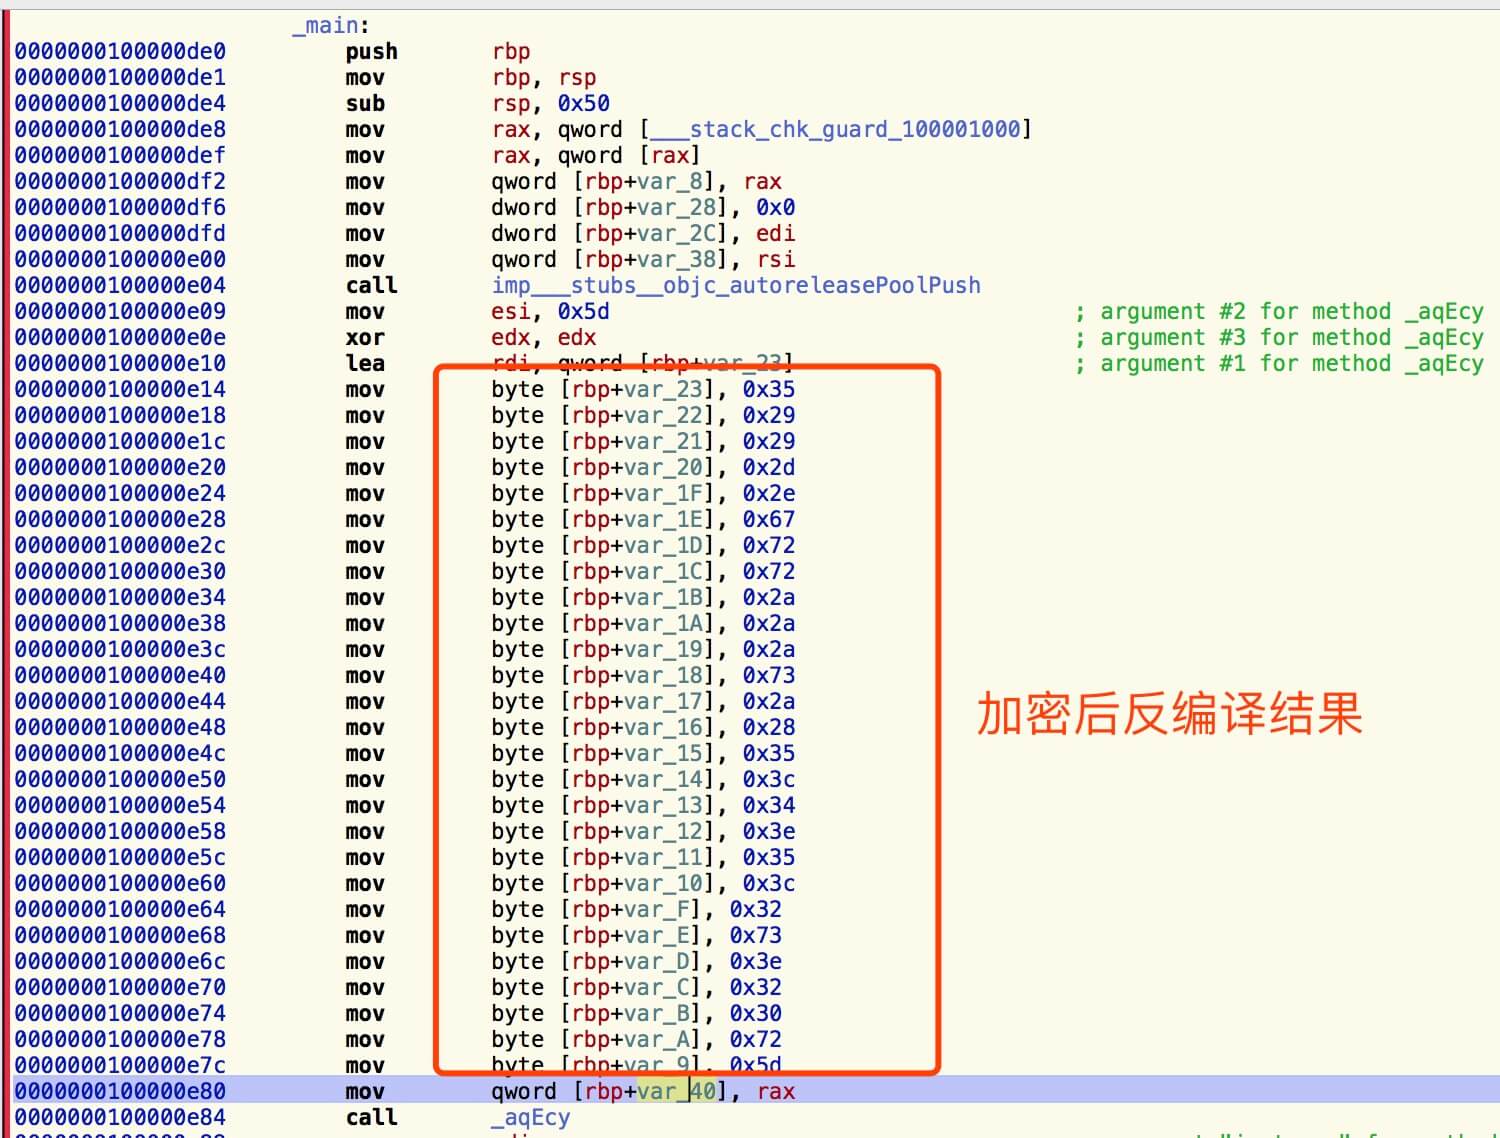 _main:
0000000100000de0 push rbp
0000000100000de1 mov rbp, rsp
0000000100000de4 sub rsp, 0x50
0000000100000de8 mov rax, qword [___stack_chk_guard_100001000]
0000000100000def mov rax, qword [rax]
0000000100000df2 mov qword [rbp+var_8], rax
0000000100000df6 mov dword [rbp+var_28], 0x0
0000000100000dfd mov dword [rbp+var_2C], edi
0000000100000e00 mov qword [rbp+var_38], rsi
0000000100000e04 call imp___stubs__objc_autoreleasePoolPush
0000000100000e09 mov esi, 0x5d ; argument #2 for method _aqEcy
0000000100000e0e xor edx, edx ; argument #3 for method _aqEcy
0000000100000e10 lea rdi, qword [rbp+var_23] ; argument #1 for method _aqEcy
0000000100000e14 mov byte [rbp+var_23], 0x35
0000000100000e18 mov byte [rbp+var_22], 0x29
0000000100000e1c mov byte [rbp+var_21], 0x29
0000000100000e20 mov byte [rbp+var_20], 0x2d
0000000100000e24 mov byte [rbp+var_1F], 0x2e
0000000100000e28 mov byte [rbp+var_1E], 0x67
0000000100000e2c mov byte [rbp+var_1D], 0x72
0000000100000e30 mov byte [rbp+var_1C], 0x72
0000000100000e34 mov byte [rbp+var_1B], 0x2a
0000000100000e38 mov byte [rbp+var_1A], 0x2a
0000000100000e3c mov byte [rbp+var_19], 0x2a
0000000100000e40 mov byte [rbp+var_18], 0x73
0000000100000e44 mov byte [rbp+var_17], 0x2a
加密后反编译结果
0000000100000e48 mov byte [rbp+var_16], 0x28
0000000100000e4c mov byte [rbp+var_15], 0x35
0000000100000e50 mov byte [rbp+var_14], 0x3c
0000000100000e54 mov byte [rbp+var_13], 0x34
0000000100000e58 mov byte [rbp+var_12], 0x3e
0000000100000e5c mov byte [rbp+var_11], 0x35
0000000100000e60 mov byte [rbp+var_10], 0x3c
0000000100000e64 mov byte [rbp+var_F], 0x32
0000000100000e68 mov byte [rbp+var_E], 0x73
0000000100000e6c mov byte [rbp+var_D], 0x3e
0000000100000e70 mov byte [rbp+var_C], 0x32
0000000100000e74 mov byte [rbp+var_B], 0x30
0000000100000e78 mov byte [rbp+var_A], 0x72
0000000100000e7c mov byte [rbp+var_9], 0x5d
0000000100000e80 mov qword [rbp+var_40], rax
0000000100000e84 call _aqEcy